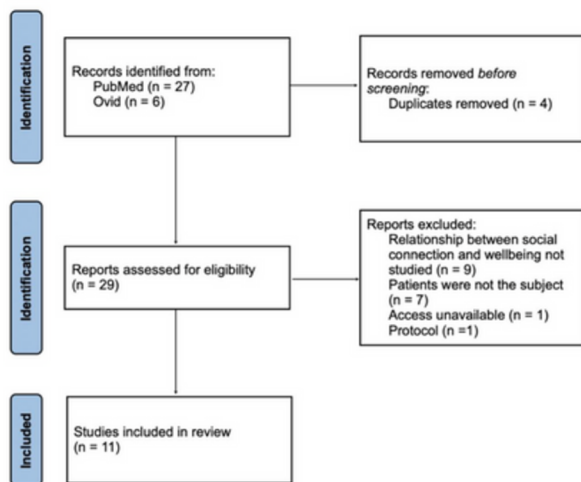 Identification
Records identified from:
PubMed (n = 27)
Ovid (n = 6)
Records removed before
screening:
Duplicates removed (n = 4)
Identification
Reports assessed for eligibility
(n = 29)
Reports excluded:
Relationship between social
connection and wellbeing not
studied (n = 9)
Patients were not the subject
(n = 7)
Access unavailable (n = 1)
Protocol (n =1)
Included
Studies included in review
(n = 11)